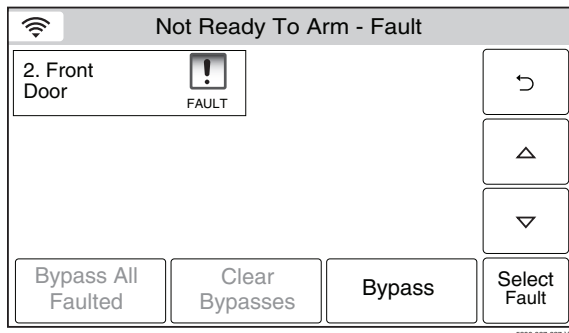 Not Ready To Arm - Fault
2. Front
Door
FAULT
Bypass All
Faulted
Clear
Bypasses
Bypass
Select
Fault